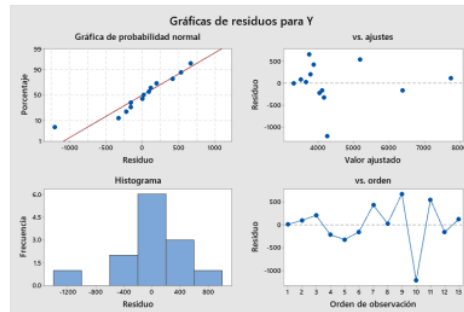 Gráficas de residuos para Y
Gráfica de probabilidad normal
Porcentaje
99
90
50
10
1
-1000
-500
0
500
1000
Residuo
vs. ajustes
Residuo
500
0
-500
-1000
4000
5000
6000
7000
8000
Valor ajustado
Histograma
Frecuencia
6.0
4.5
3.0
1.5
0.0
-1200
-800
-400
0
400
800
Residuo
vs. orden
Residuo
500
0
-500
-1000
1 2 3 4 5 6 7 8 9 10 11 12 13
Orden de observación